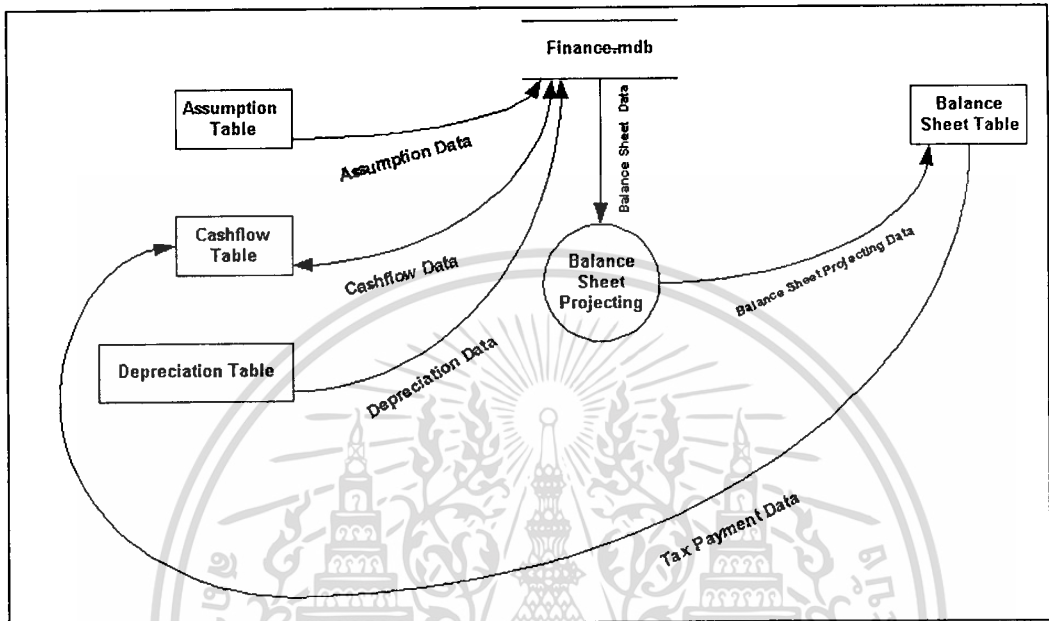 Finance.mdb
Assumption
Table
Balance Sheet Data
Balance
Sheet Table
Assumption Data
Cashflow
Table
Cashflow Data
Balance
Sheet
Projecting
Balance Sheet Projecting Data
Depreciation Table
Depreciation Data
Tax Payment Data